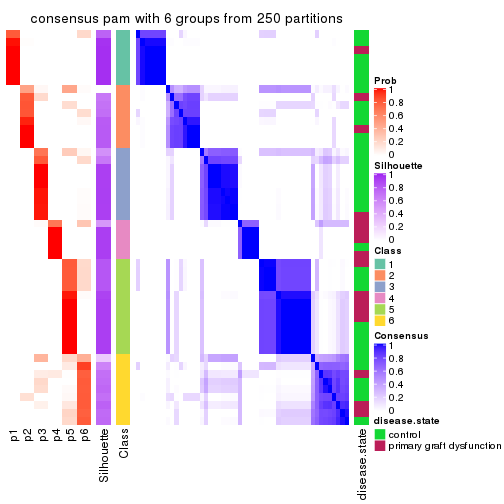 consensus pam with 6 groups from 250 partitions
Prob
1
0.8
0.6
0.4
0.2
0
Silhouette
1
0.8
0.6
0.4
0.2
0
Class
1
2
3
4
5
6
Consensus
1
0.8
0.6
0.4
0.2
0
disease.state
control
primary graft dysfunction
p1
p2
p3
p4
p5
p6
Silhouette
Class
disease.state